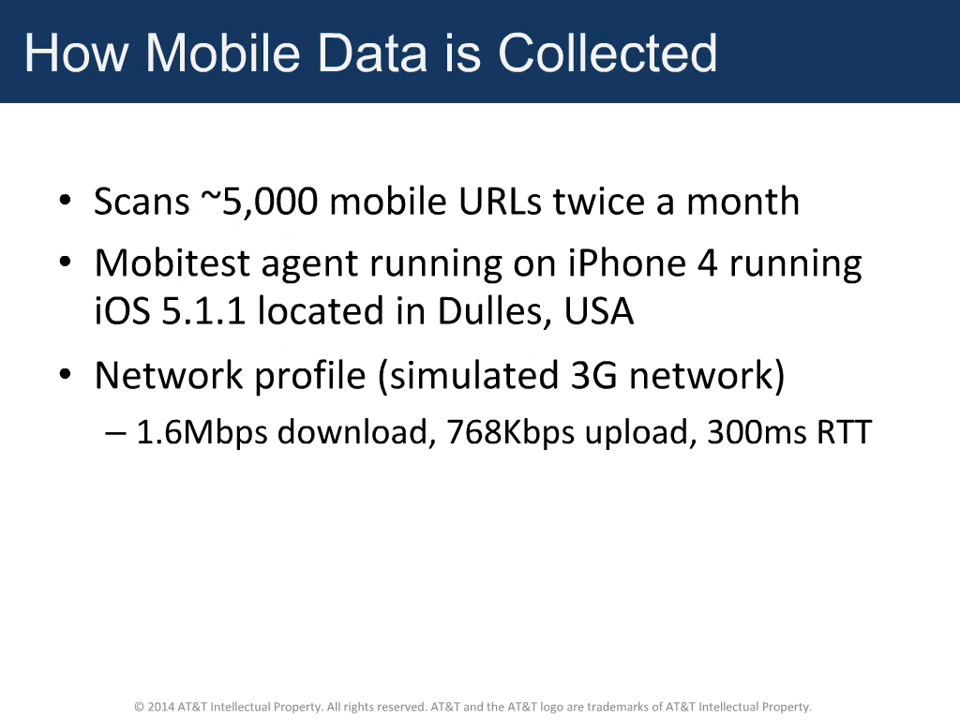 How Mobile Data is Collected
• Scans ~5,000 mobile URLs twice a month
• Mobitest agent running on iPhone 4 running
iOS 5.1.1 located in Dulles, USA
• Network profile (simulated 3G network)
– 1.6Mbps download, 768Kbps upload, 300ms RTT
© 2014 AT&T Intellectual Property. All rights reserved. AT&T and the AT&T logo are trademarks of AT&T Intellectual Property.